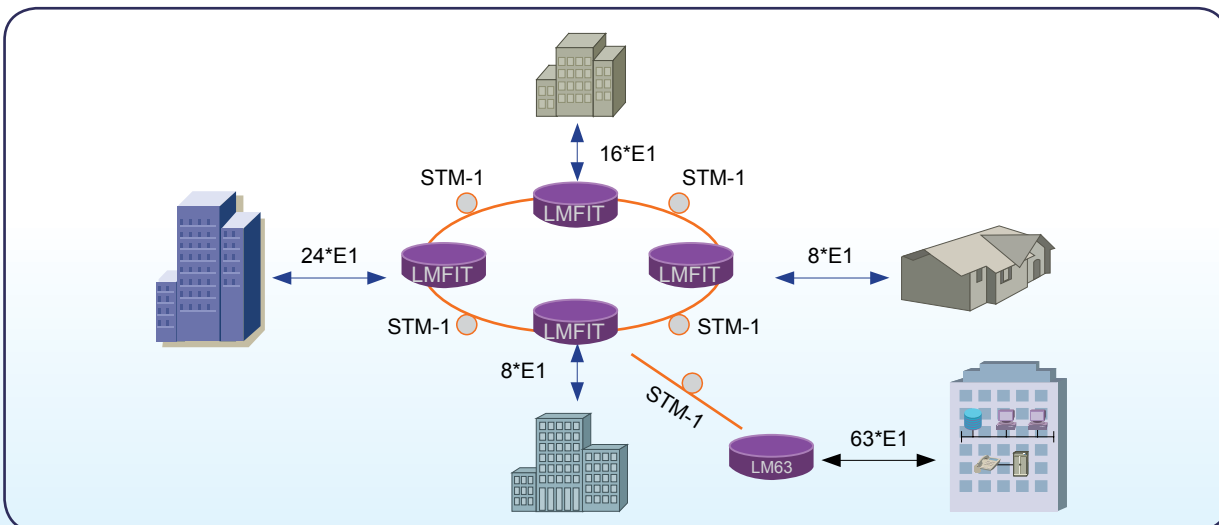 16*E1
STM-1
STM-1
LMFIT
24*E1
LMFIT
LMFIT
8*E1
LMFIT
STM-1
STM-1
8*E1
STM-1
63*E1
LM63